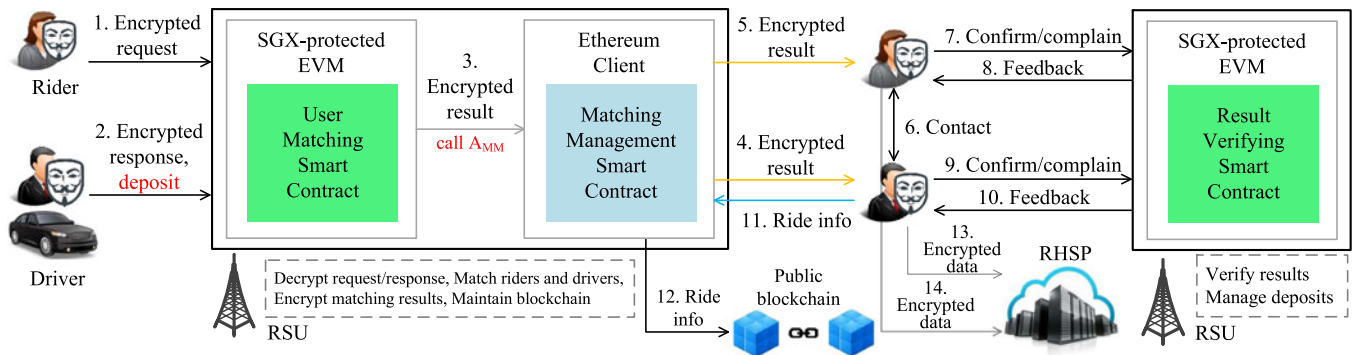 1. Encrypted
request
Rider
2. Encrypted
response,
deposit
Driver
SGX-protected
EVM
User
Matching
Smart
Contract
3.
Encrypted
result
call A_MM
Ethereum
Client
Matching
Management
Smart
Contract
RSU
Decrypt request/response, Match riders and drivers,
Encrypt matching results, Maintain blockchain
5. Encrypted
result
4. Encrypted
result
11. Ride info
6. Contact
12. Ride
info
Public
blockchain
7. Confirm/complain
8. Feedback
9. Confirm/complain
10. Feedback
13.
Encrypted
data
14.
Encrypted
data
RHSP
SGX-protected
EVM
Result
Verifying
Smart
Contract
RSU
Verify results
Manage deposits